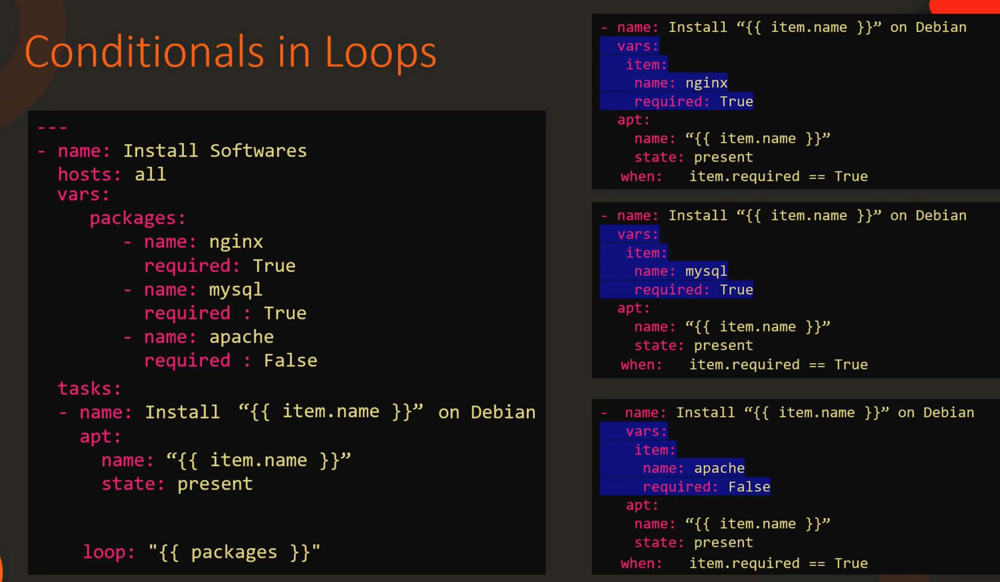 Conditionals in Loops
---
- name: Install Softwares
  hosts: all
  vars:
     packages:
        - name: nginx
          required: True
        - name: mysql
          required : True
        - name: apache
          required : False
  tasks:
  - name: Install “{{ item.name }}” on Debian
    apt:
      name: “{{ item.name }}”
      state: present
    loop: "{{ packages }}"
- name: Install “{{ item.name }}” on Debian
  vars:
   item:
    name: nginx
    required: True
  apt:
    name: “{{ item.name }}”
    state: present
  when:   item.required == True
- name: Install “{{ item.name }}” on Debian
  vars:
   item:
    name: mysql
    required: True
  apt:
    name: “{{ item.name }}”
    state: present
  when:   item.required == True
-  name: Install “{{ item.name }}” on Debian
   vars:
    item:
     name: apache
     required: False
   apt:
    name: “{{ item.name }}”
    state: present
  when:   item.required == True